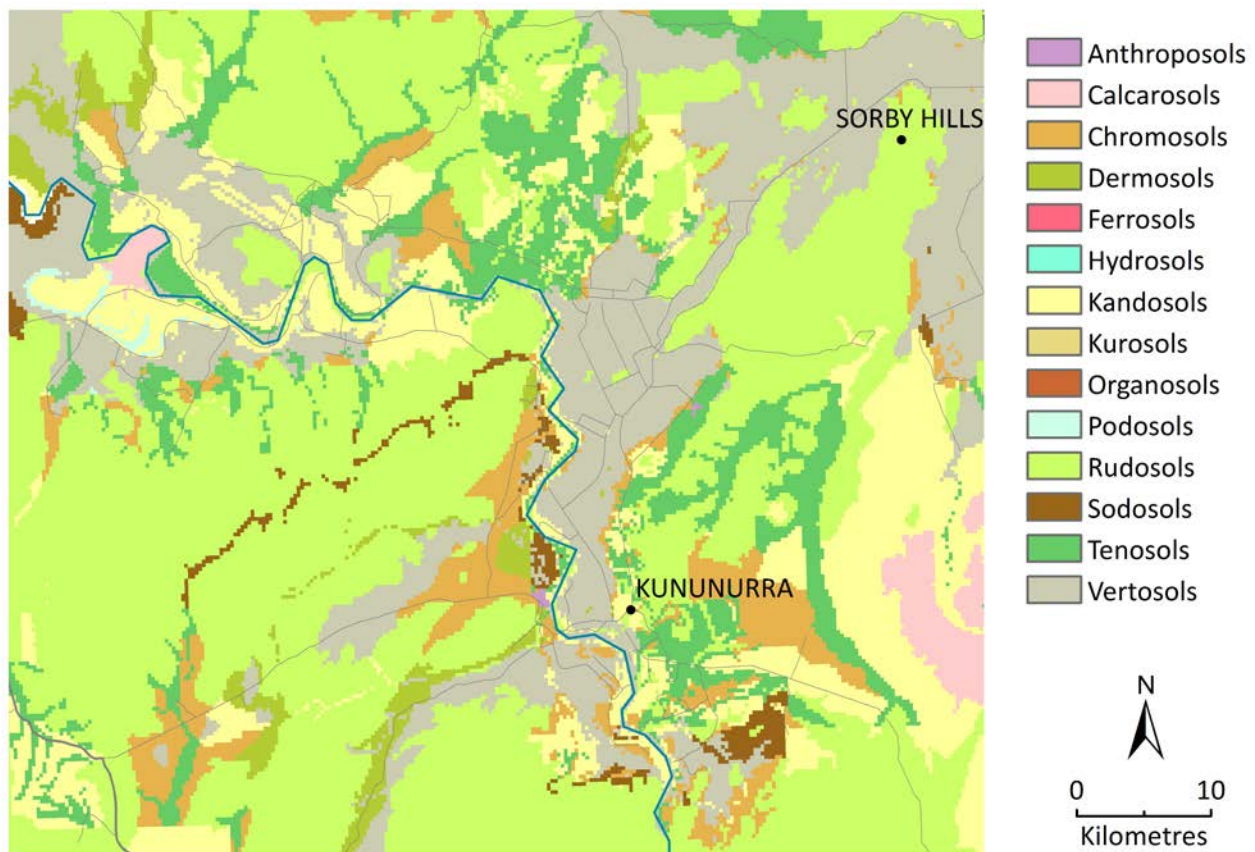 SORBY HILLS
KUNUNURRA
Anthroposols
Calcarosols
Chromosols
Dermosols
Ferrosols
Hydrosols
Kandosols
Kurosols
Organosols
Podosols
Rudosols
Sodosols
Tenosols
Vertosols
N
0 10
Kilometres